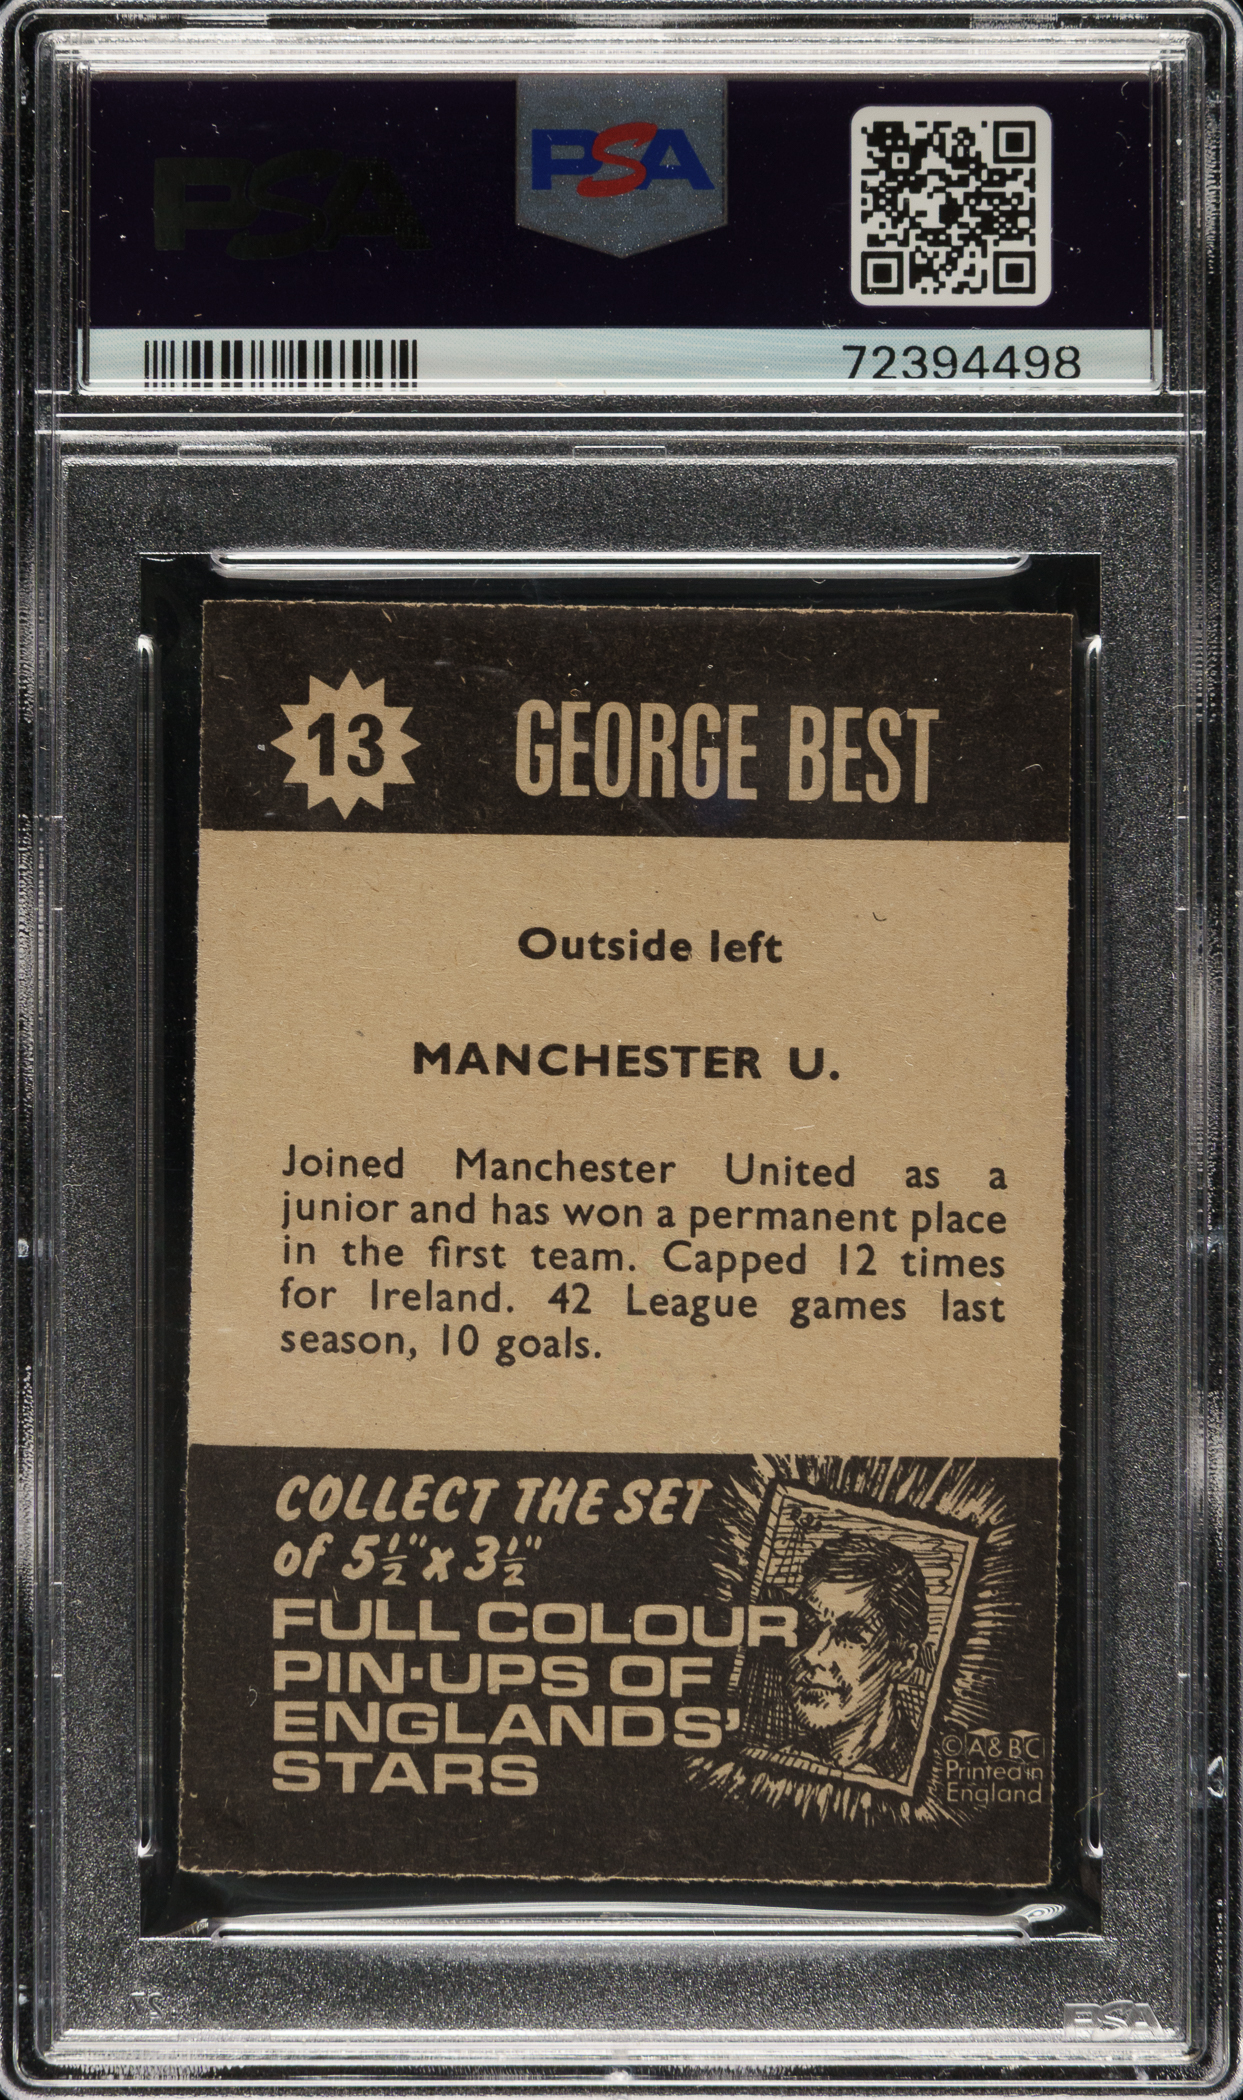 PSA
PSA
72394498
13
GEORGE BEST
Outside left
MANCHESTER U.
Joined Manchester United as a
junior and has won a permanent place
in the first team. Capped 12 times
for Ireland. 42 League games last
season, 10 goals.
COLLECT THE SET
of 5½" x 3½"
FULL COLOUR
PIN-UPS OF
ENGLANDS'
STARS
© A&BC
Printed in
England
27
PSA